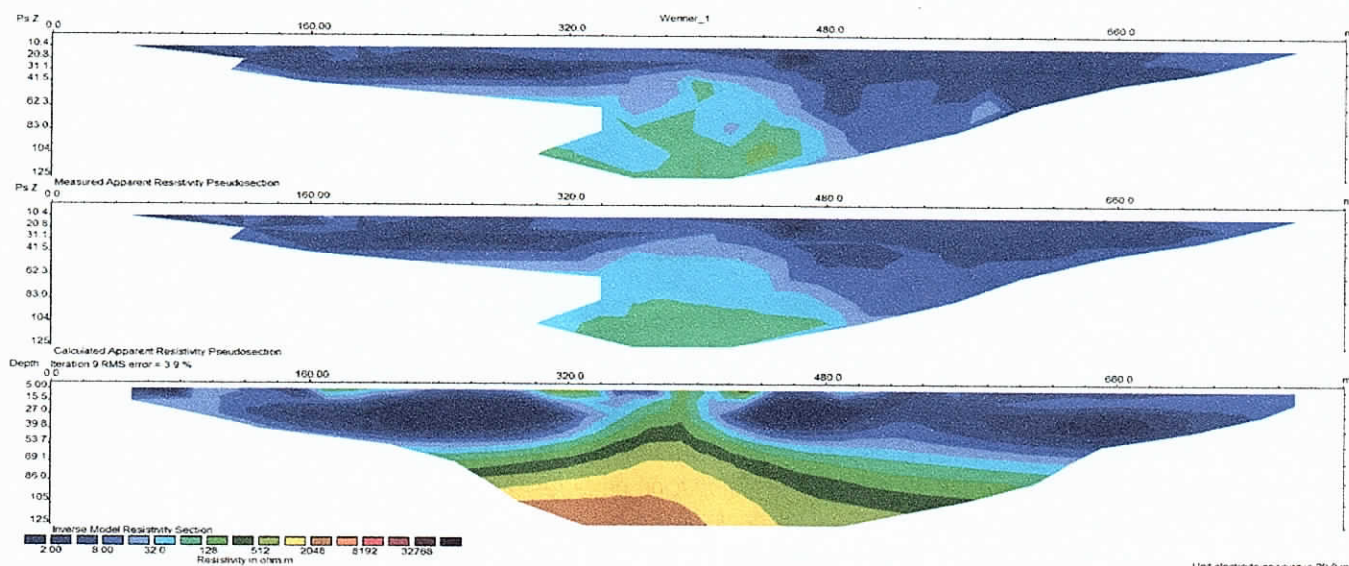 Ps Z 0.0 160.00 320.0 Wenner_1 480.0 660.0 m
10.4
20.8
31.1
41.5
62.3
83.0
104
125
Measured Apparent Resistivity Pseudosection
Ps Z 0.0 160.00 320.0 480.0 660.0 m
10.4
20.8
31.1
41.5
62.3
83.0
104
125
Calculated Apparent Resistivity Pseudosection
Depth Iteration 9 RMS error = 3.9 %
0.0 160.00 320.0 480.0 660.0 m
5.00
15.5
27.0
39.8
53.7
69.1
86.0
105
125
Inverse Model Resistivity Section
2.00 8.00 32.0 128 512 2048 8192 32768
Resistivity in ohm.m